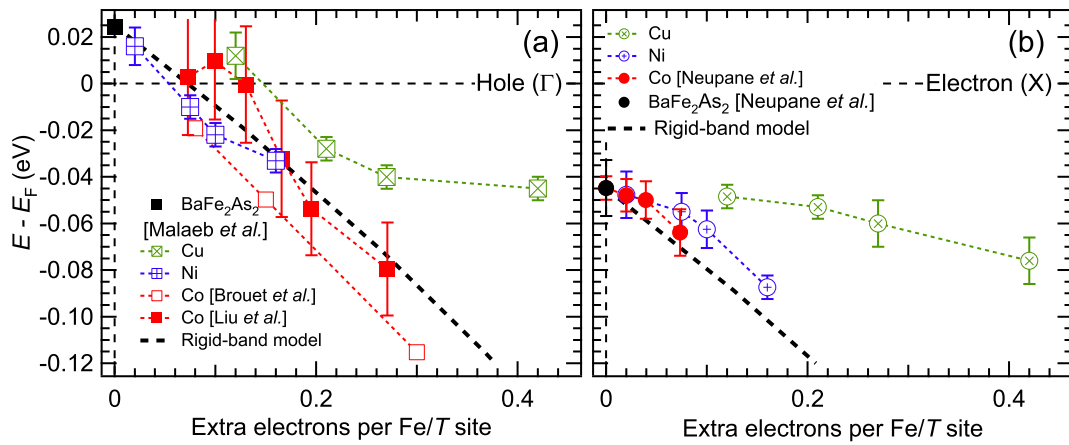 (a)
0.02
0
-0.02
-0.04
-0.06
-0.08
-0.10
-0.12
E - E_F (eV)
Hole (Γ)
BaFe₂As₂
[Malaeb et al.]
Cu
Ni
Co [Brouet et al.]
Co [Liu et al.]
Rigid-band model
0
0.2
0.4
Extra electrons per Fe/T site
(b)
Cu
Ni
Co [Neupane et al.]
BaFe₂As₂ [Neupane et al.]
Rigid-band model
Electron (X)
0
0.2
0.4
Extra electrons per Fe/T site